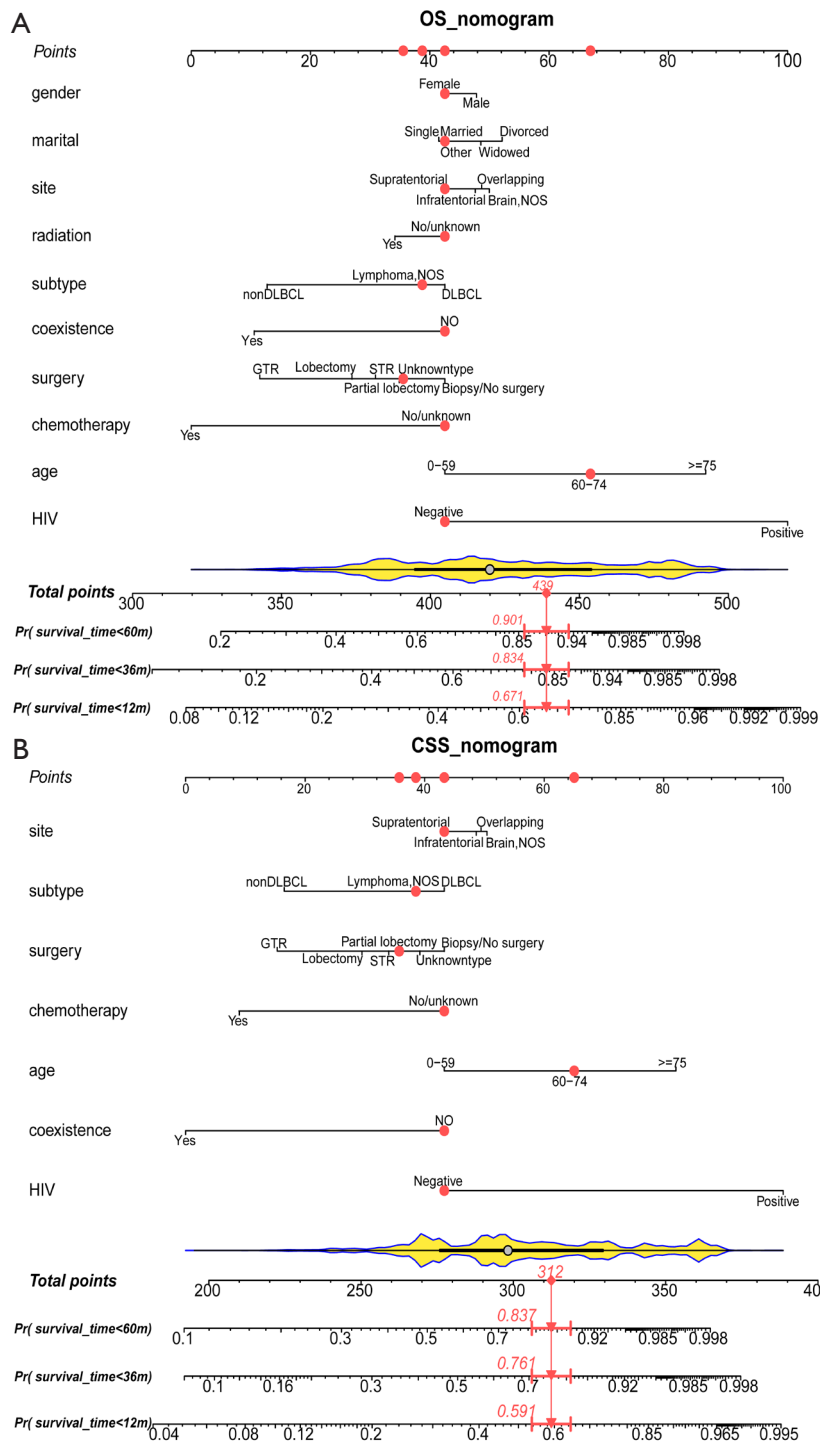 A
OS_nomogram
Points
0 20 40 60 80 100
gender
Female
Male
marital
Single Married Divorced
Other Widowed
site
Supratentorial Overlapping
Infratentorial Brain,NOS
radiation
No/unknown
Yes
subtype
Lymphoma,NOS
nonDLBCL DLBCL
coexistence
NO
Yes
surgery
GTR Lobectomy STR Unknowntype
Partial lobectomy Biopsy/No surgery
chemotherapy
No/unknown
Yes
age
0−59 >=75
60−74
HIV
Negative
Positive
Total points
439
300 350 400 450 500
0.901
Pr( survival_time<60m)
0.2 0.4 0.6 0.85 0.94 0.985 0.998
0.834
Pr( survival_time<36m)
0.2 0.4 0.6 0.85 0.94 0.985 0.998
0.671
Pr( survival_time<12m)
0.08 0.12 0.2 0.4 0.6 0.85 0.96 0.992 0.999
B
CSS_nomogram
Points
0 20 40 60 80 100
site
Supratentorial Overlapping
Infratentorial Brain,NOS
subtype
nonDLBCL Lymphoma,NOS DLBCL
surgery
GTR Partial lobectomy Biopsy/No surgery
Lobectomy STR Unknowntype
chemotherapy
No/unknown
Yes
age
0−59 >=75
60−74
coexistence
NO
Yes
HIV
Negative
Positive
Total points
312
200 250 300 350 40
0.837
Pr( survival_time<60m)
0.1 0.3 0.5 0.7 0.92 0.985 0.998
0.761
Pr( survival_time<36m)
0.1 0.16 0.3 0.5 0.7 0.92 0.985 0.998
0.591
Pr( survival_time<12m)
0.04 0.08 0.12 0.2 0.4 0.6 0.85 0.965 0.995